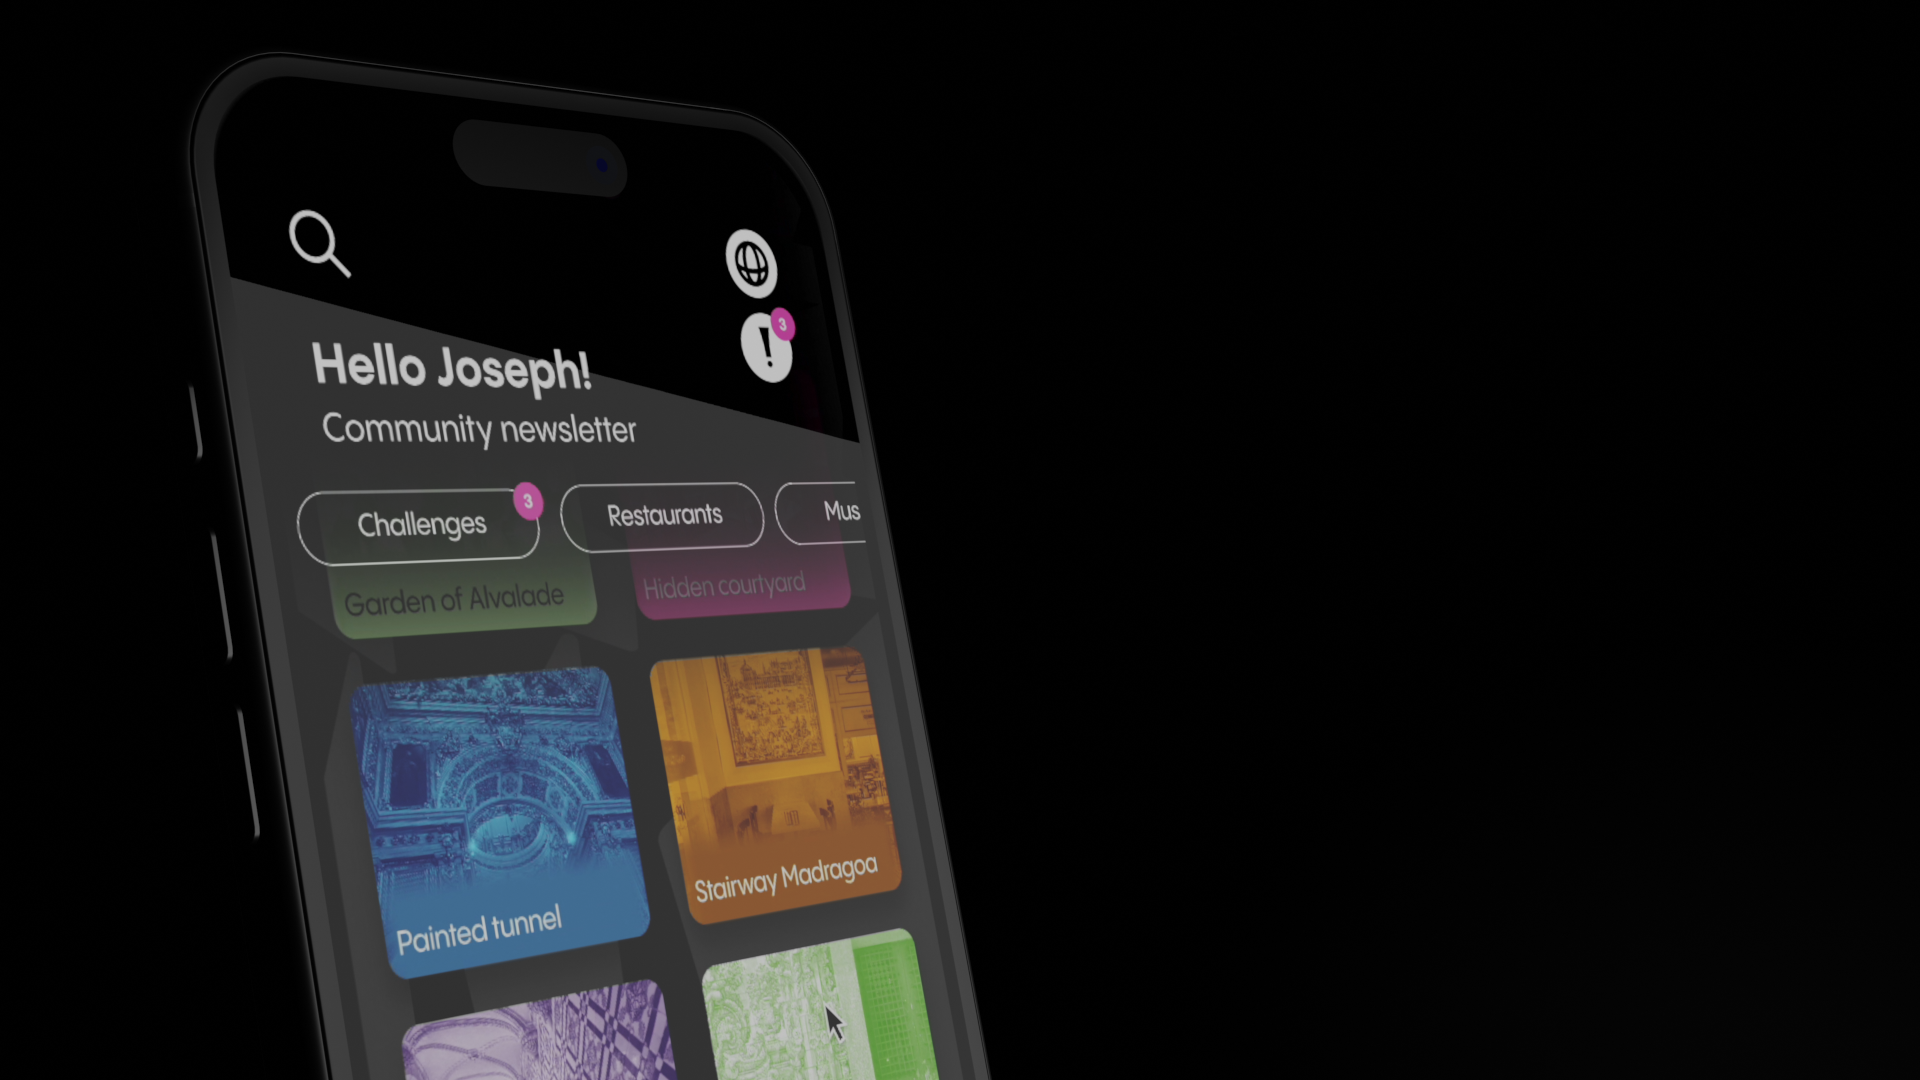 3
Hello Joseph!
Community newsletter
Challenges
3
Restaurants
Mus
Garden of Alvalade
Hidden courtyard
Painted tunnel
Stairway Madragoa